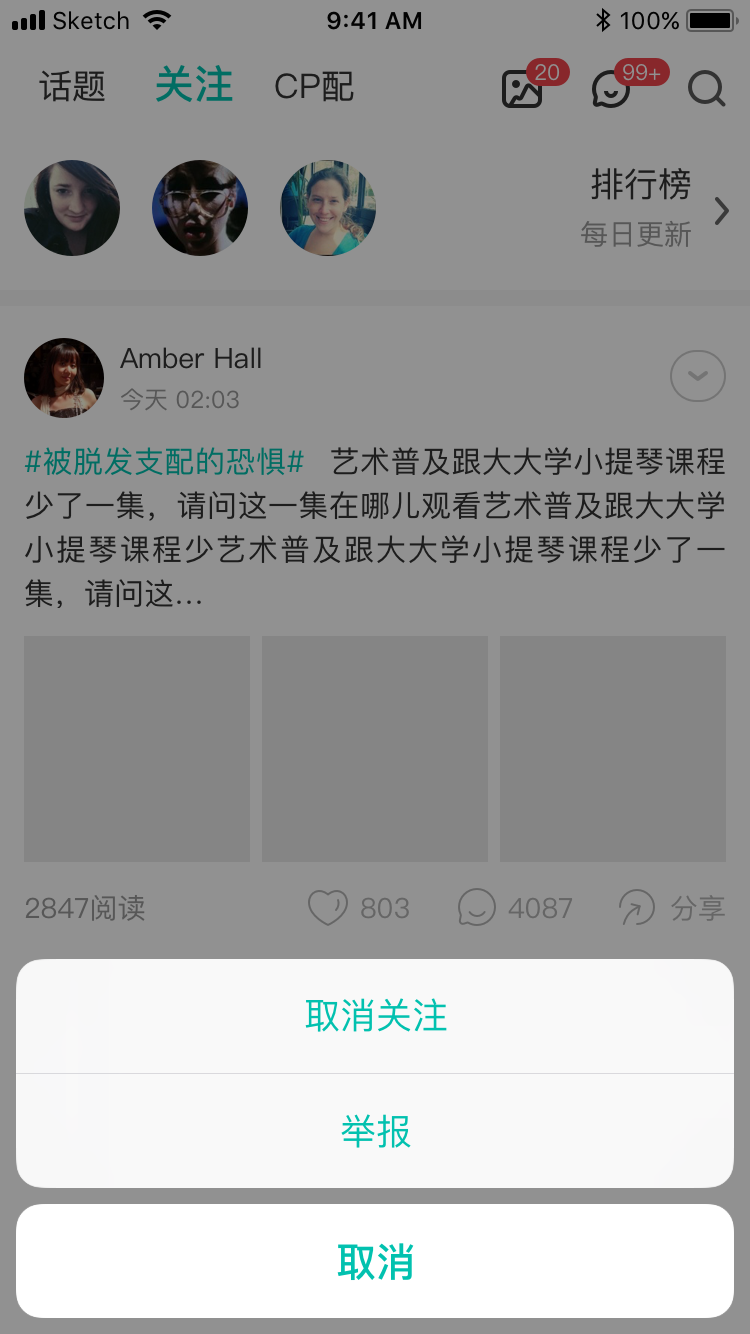 Sketch 9:41 AM 100%
话题 关注 CP配 20 99+
排行榜
每日更新
Amber Hall
今天 02:03
#被脱发支配的恐惧# 艺术普及跟大大学小提琴课程
少了一集，请问这一集在哪儿观看艺术普及跟大大学
小提琴课程少艺术普及跟大大学小提琴课程少了一
集，请问这...
2847阅读 803 4087 分享
取消关注
举报
取消